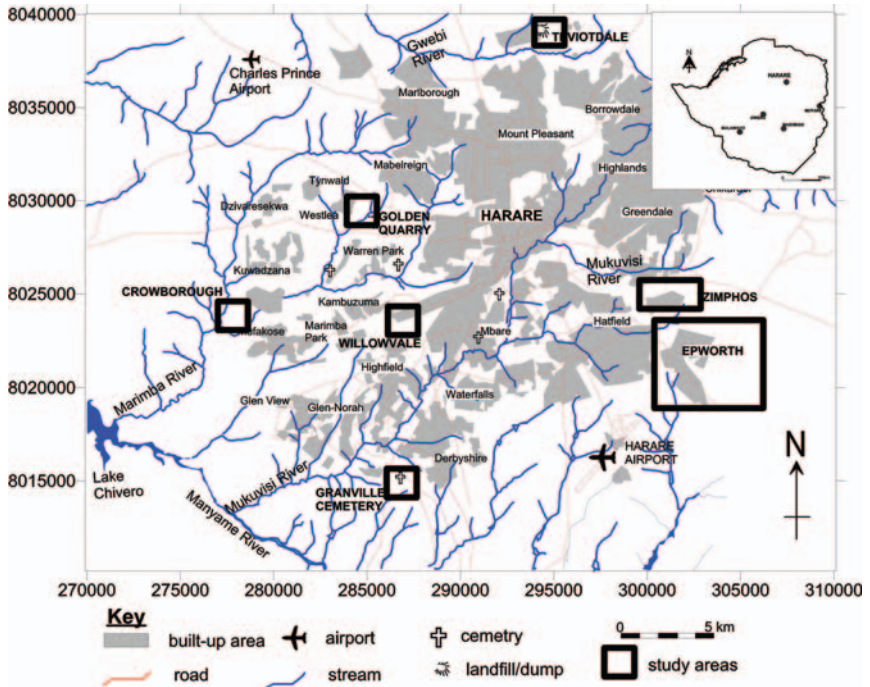 8040000
8035000
8030000
8025000
8020000
8015000
270000 275000 280000 285000 290000 295000 300000 305000 310000
Gwebi
River
TEVIOTDALE
Charles Prince
Airport
Marlborough
Borrowdale
Mount Pleasant
Mabelreign
Highlands
Tynwald
Dzivaresekwa
Westlea
GOLDEN
QUARRY
HARARE
Greendale
Warren Park
Kuwadzana
Mukuvisi
River
CROWBOROUGH
ZIMPHOS
Kambuzuma
Marimba
Park
WILLOWVALE
Mbare
Hatfield
EPWORTH
Highfield
Marimba River
Glen View
Glen-Norah
Waterfalls
Lake
Chivero
Mukuvisi River
Manyame River
Derbyshire
HARARE
AIRPORT
GRANVILLE
CEMETERY
N
N
HARARE
Key
built-up area
airport
cemetry
0 5 km
road
stream
landfill/dump
study areas